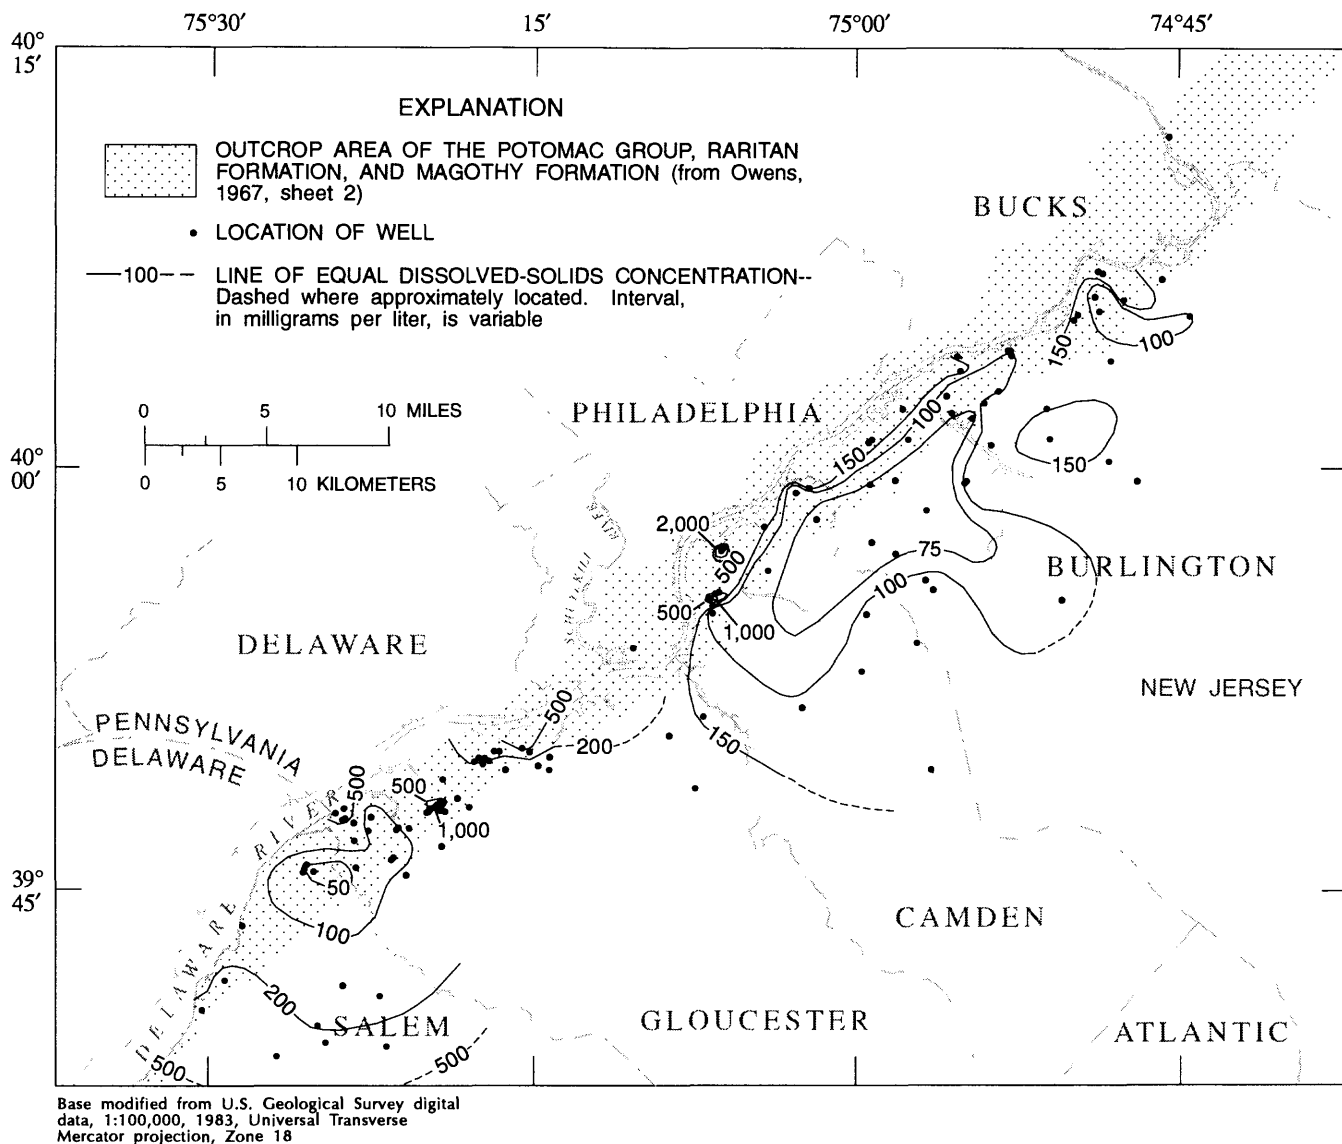 75°30′ 15′ 75°00′ 74°45′
40°
15′
EXPLANATION
OUTCROP AREA OF THE POTOMAC GROUP, RARITAN
FORMATION, AND MAGOTHY FORMATION (from Owens,
1967, sheet 2)
LOCATION OF WELL
100
LINE OF EQUAL DISSOLVED-SOLIDS CONCENTRATION--
Dashed where approximately located. Interval,
in milligrams per liter, is variable
BUCKS
0 5 10 MILES
0 5 10 KILOMETERS
PHILADELPHIA
150
100
100
150
150
40°
00′
2,000
500
75
BURLINGTON
100
500
1,000
SCHUYLKILL RIVER
DELAWARE
NEW JERSEY
500
200
150
PENNSYLVANIA
DELAWARE
500
500
1,000
DELAWARE RIVER
39°
45′
50
100
CAMDEN
200
SALEM
GLOUCESTER
ATLANTIC
500
500
Base modified from U.S. Geological Survey digital
data, 1:100,000, 1983, Universal Transverse
Mercator projection, Zone 18